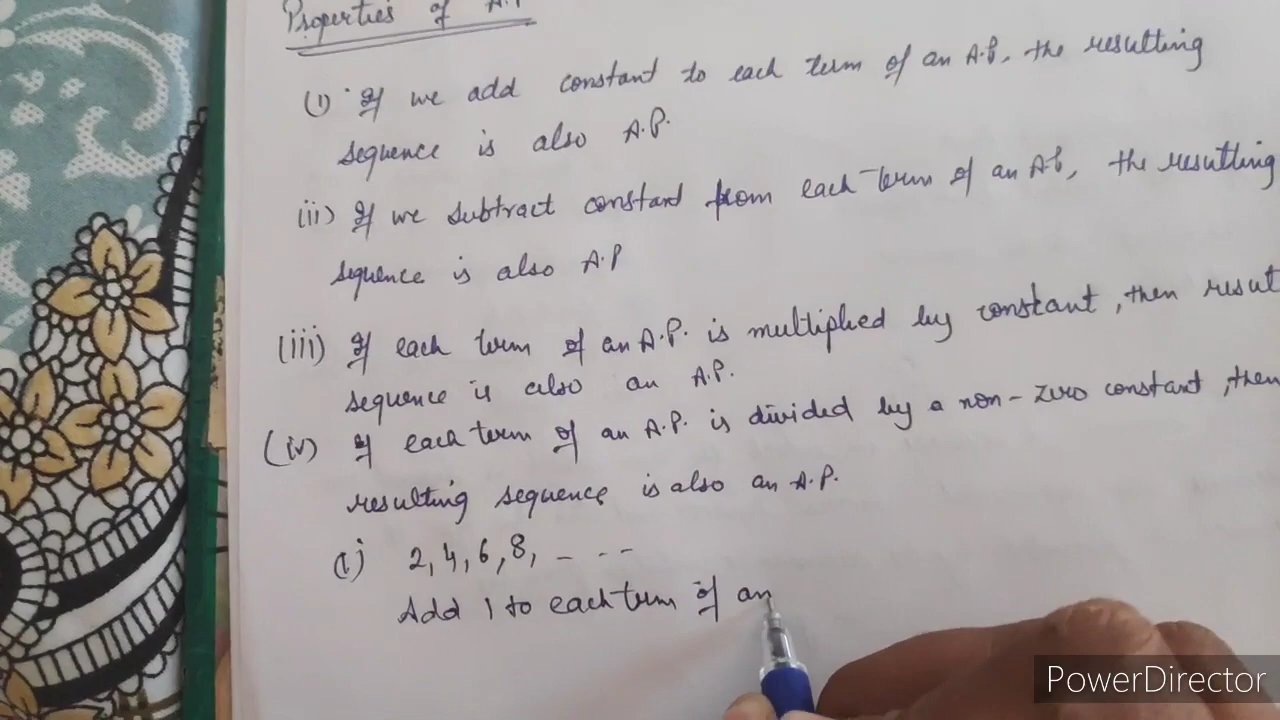 Properties of A.P
(i) If we add constant to each term of an A.P. the resulting
sequence is also A.P.
(ii) If we subtract constant from each term of an A.P, the resultting
sequence is also A.P
(iii) If each term of an A.P. is multiplied by constant, then result
sequence is also an A.P.
(iv) If each term of an A.P. is divided by a non-zero constant, then
resulting sequence is also an A.P.
(i) 2, 4, 6, 8, - - -
Add 1 to each term of an
PowerDirector